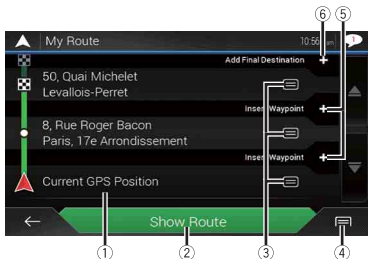 ⑥ ⑤
My Route 10:56 am 1
Add Final Destination
50, Quai Michelet
Levallois-Perret
Insert Waypoint
8, Rue Roger Bacon
Paris, 17e Arrondissement
Insert Waypoint
Current GPS Position
Show Route
① ② ③ ④